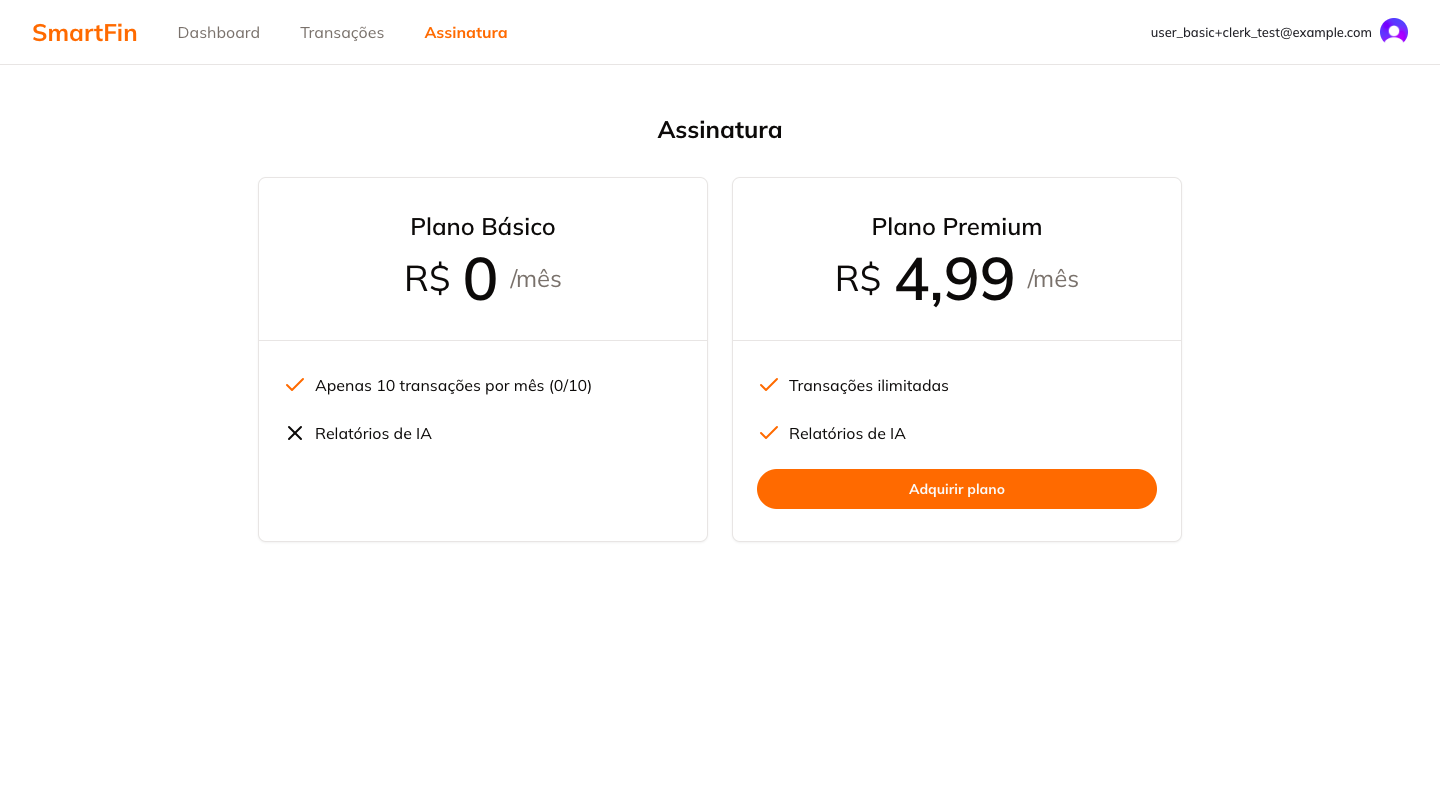 SmartFin Dashboard Transações Assinatura user_basic+clerk_test@example.com
Assinatura
Plano Básico
R$ 0 /mês
Apenas 10 transações por mês (0/10)
Relatórios de IA
Plano Premium
R$ 4,99 /mês
Transações ilimitadas
Relatórios de IA
Adquirir plano